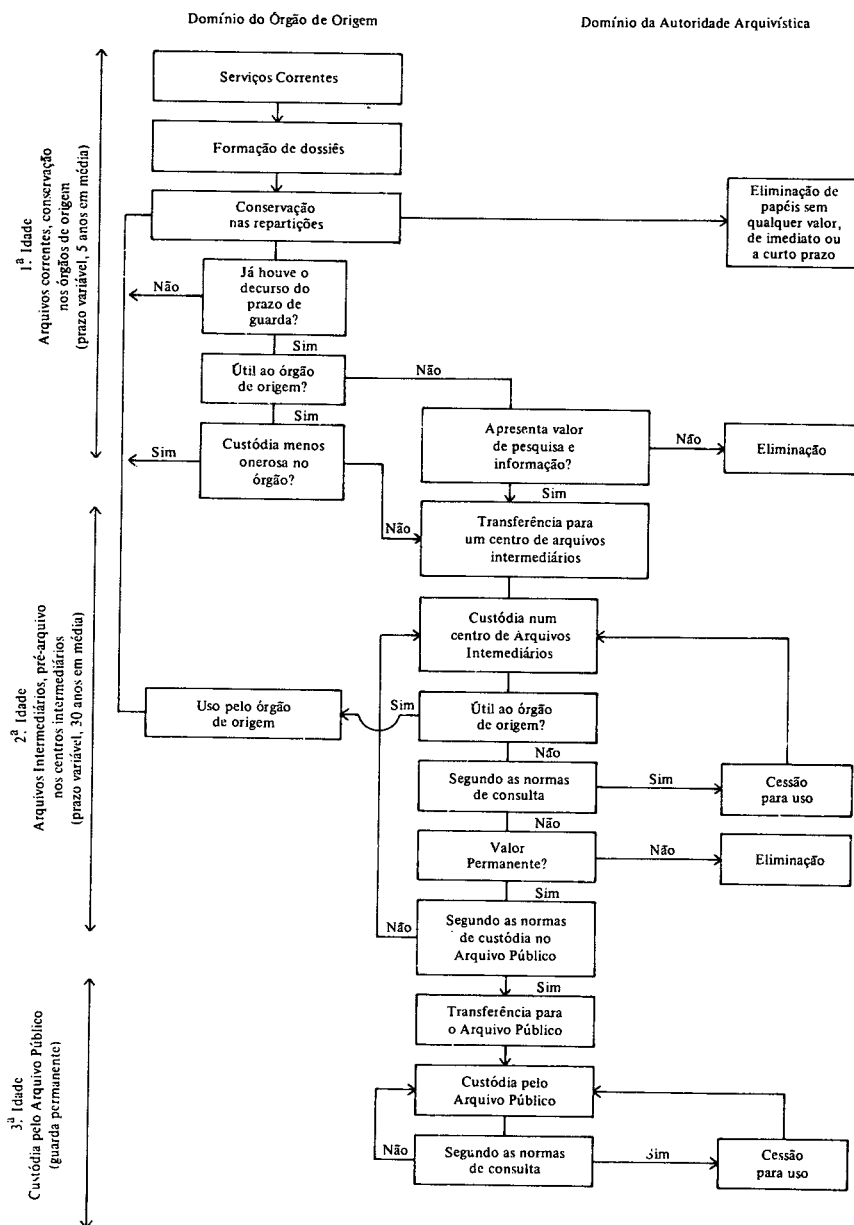 Domínio do Órgão de Origem
Domínio da Autoridade Arquivística
1ª Idade
Arquivos correntes, conservação
nos órgãos de origem
(prazo variável, 5 anos em média)
Serviços Correntes
Formação de dossiês
Conservação
nas repartições
Eliminação de
papéis sem
qualquer valor,
de imediato ou
a curto prazo
Já houve o
decurso do
prazo de
guarda?
Não
Sim
Útil ao órgão
de origem?
Não
Sim
Custódia menos
onerosa no
órgão?
Sim
Não
Apresenta valor
de pesquisa e
informação?
Não
Eliminação
Sim
2ª Idade
Arquivos Intermediários, pré-arquivo
nos centros intermediários
(prazo variável, 30 anos em média)
Transferência para
um centro de arquivos
intermediários
Custódia num
centro de Arquivos
Intemediários
Uso pelo órgão
de origem
Sim
Útil ao órgão
de origem?
Não
Segundo as normas
de consulta
Sim
Cessão
para uso
Não
Valor
Permanente?
Não
Eliminação
Sim
Não
Segundo as normas
de custódia no
Arquivo Público
Sim
3ª Idade
Custódia pelo Arquivo Público
(guarda permanente)
Transferência para
o Arquivo Público
Custódia pelo
Arquivo Público
Não
Segundo as normas
de consulta
Sim
Cessão
para uso